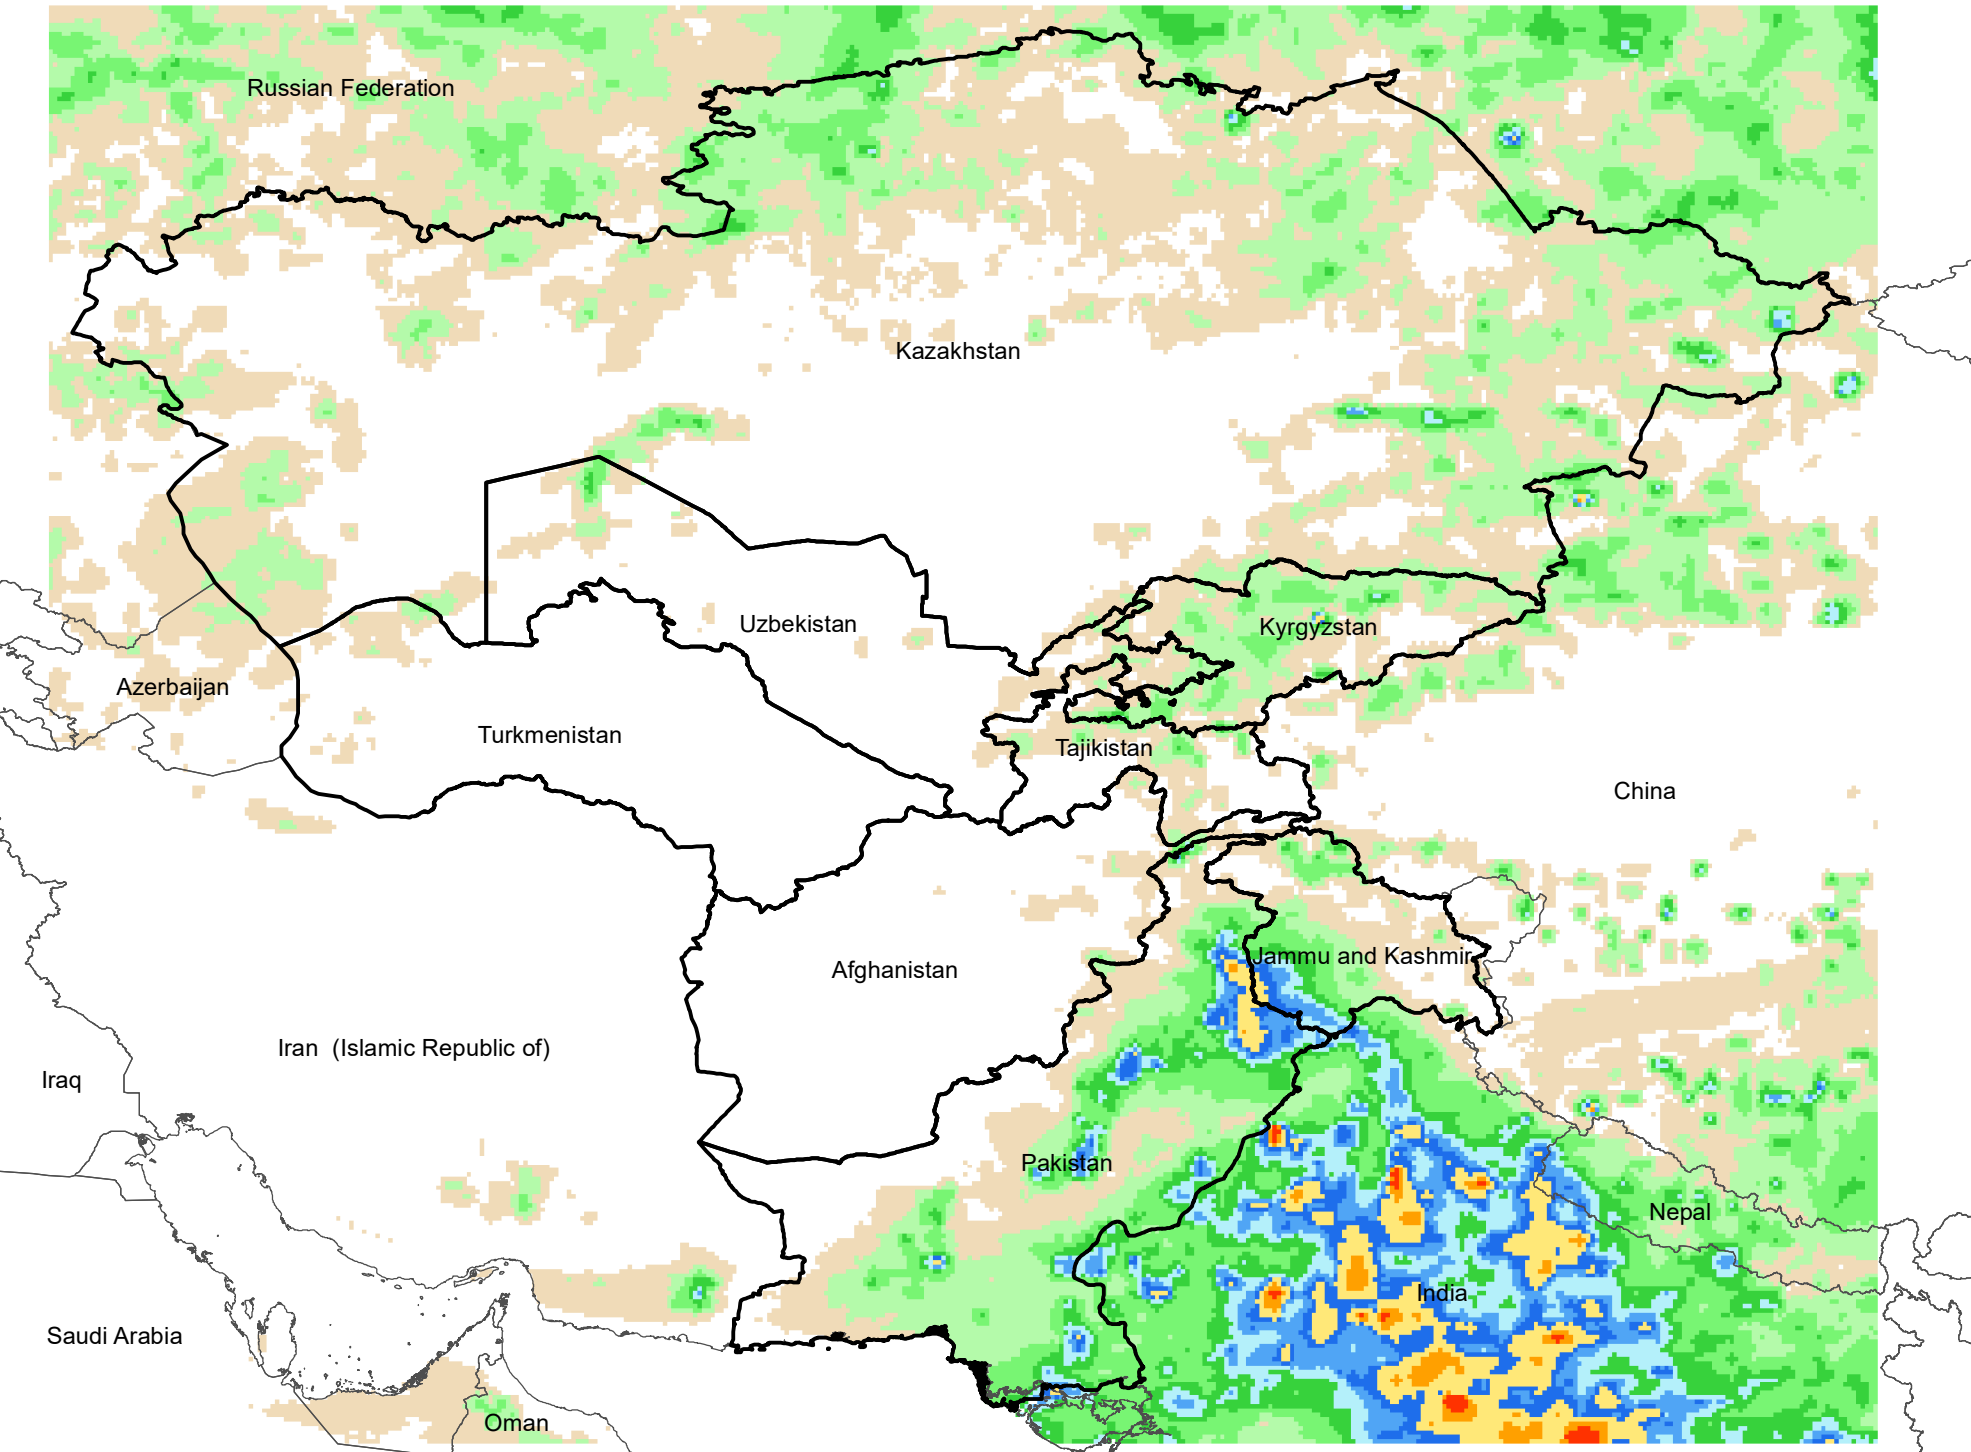 Russian Federation
Kazakhstan
Uzbekistan
Kyrgyzstan
Azerbaijan
Turkmenistan
Tajikistan
China
Jammu and Kashmir
Afghanistan
Iran  (Islamic Republic of)
Iraq
Pakistan
Nepal
India
Saudi Arabia
Oman